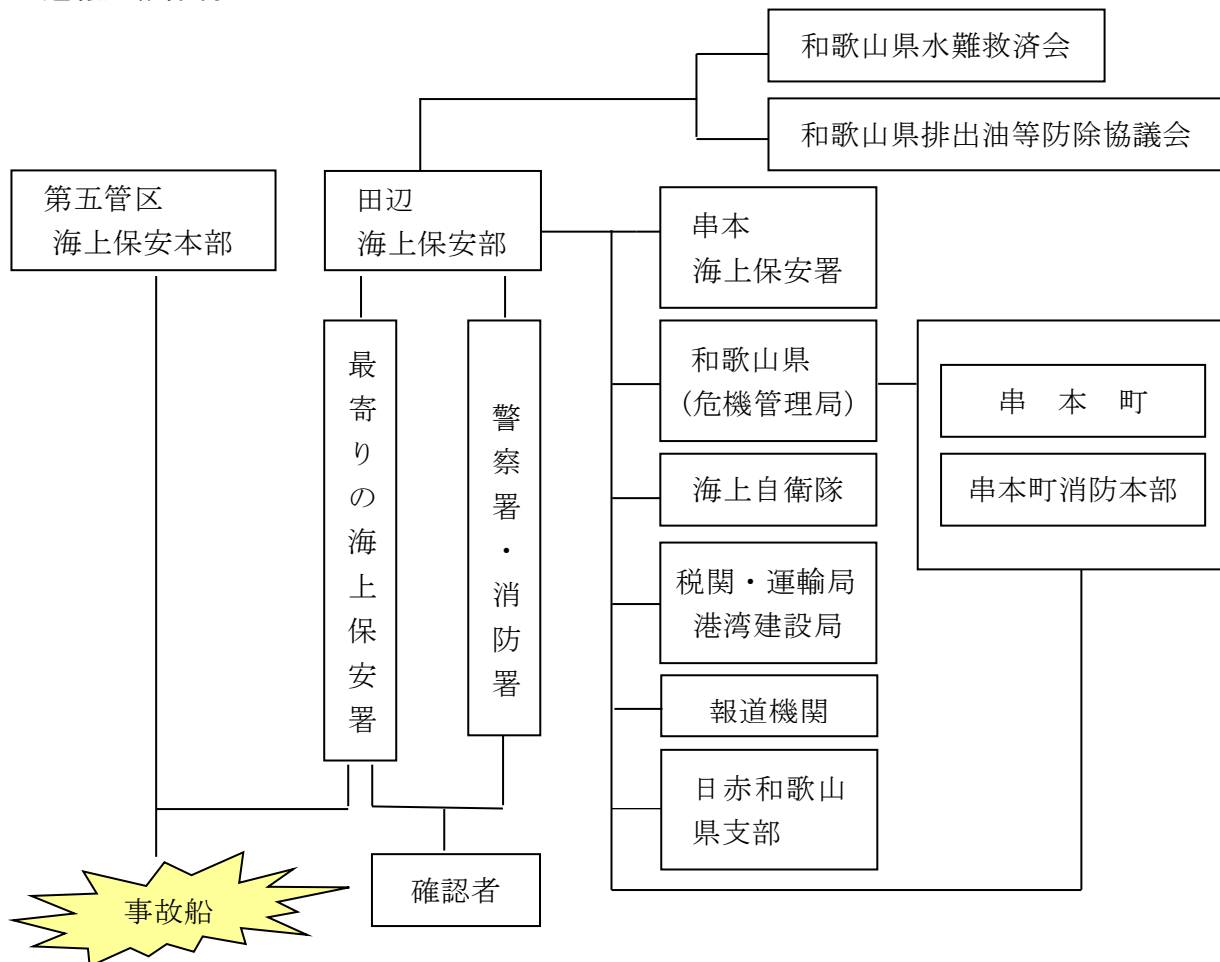 和歌山県水難救済会
和歌山県排出油等防除協議会
第五管区
海上保安本部
田辺
海上保安部
串本
海上保安署
最寄りの海上保安署
警察署・消防署
和歌山県
(危機管理局)
串 本 町
串本町消防本部
海上自衛隊
税関・運輸局
港湾建設局
報道機関
日赤和歌山
県支部
確認者
事故船